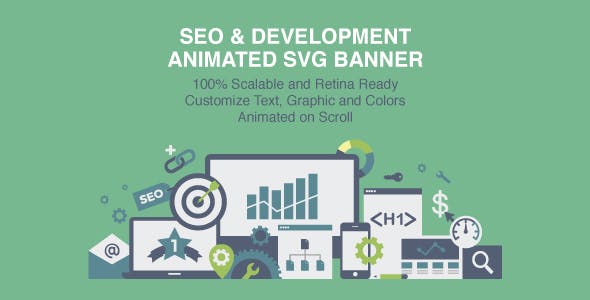 SEO & DEVELOPMENT
ANIMATED SVG BANNER
100% Scalable and Retina Ready
Customize Text, Graphic and Colors
Animated on Scroll
SEO
<H1>
$
1
@